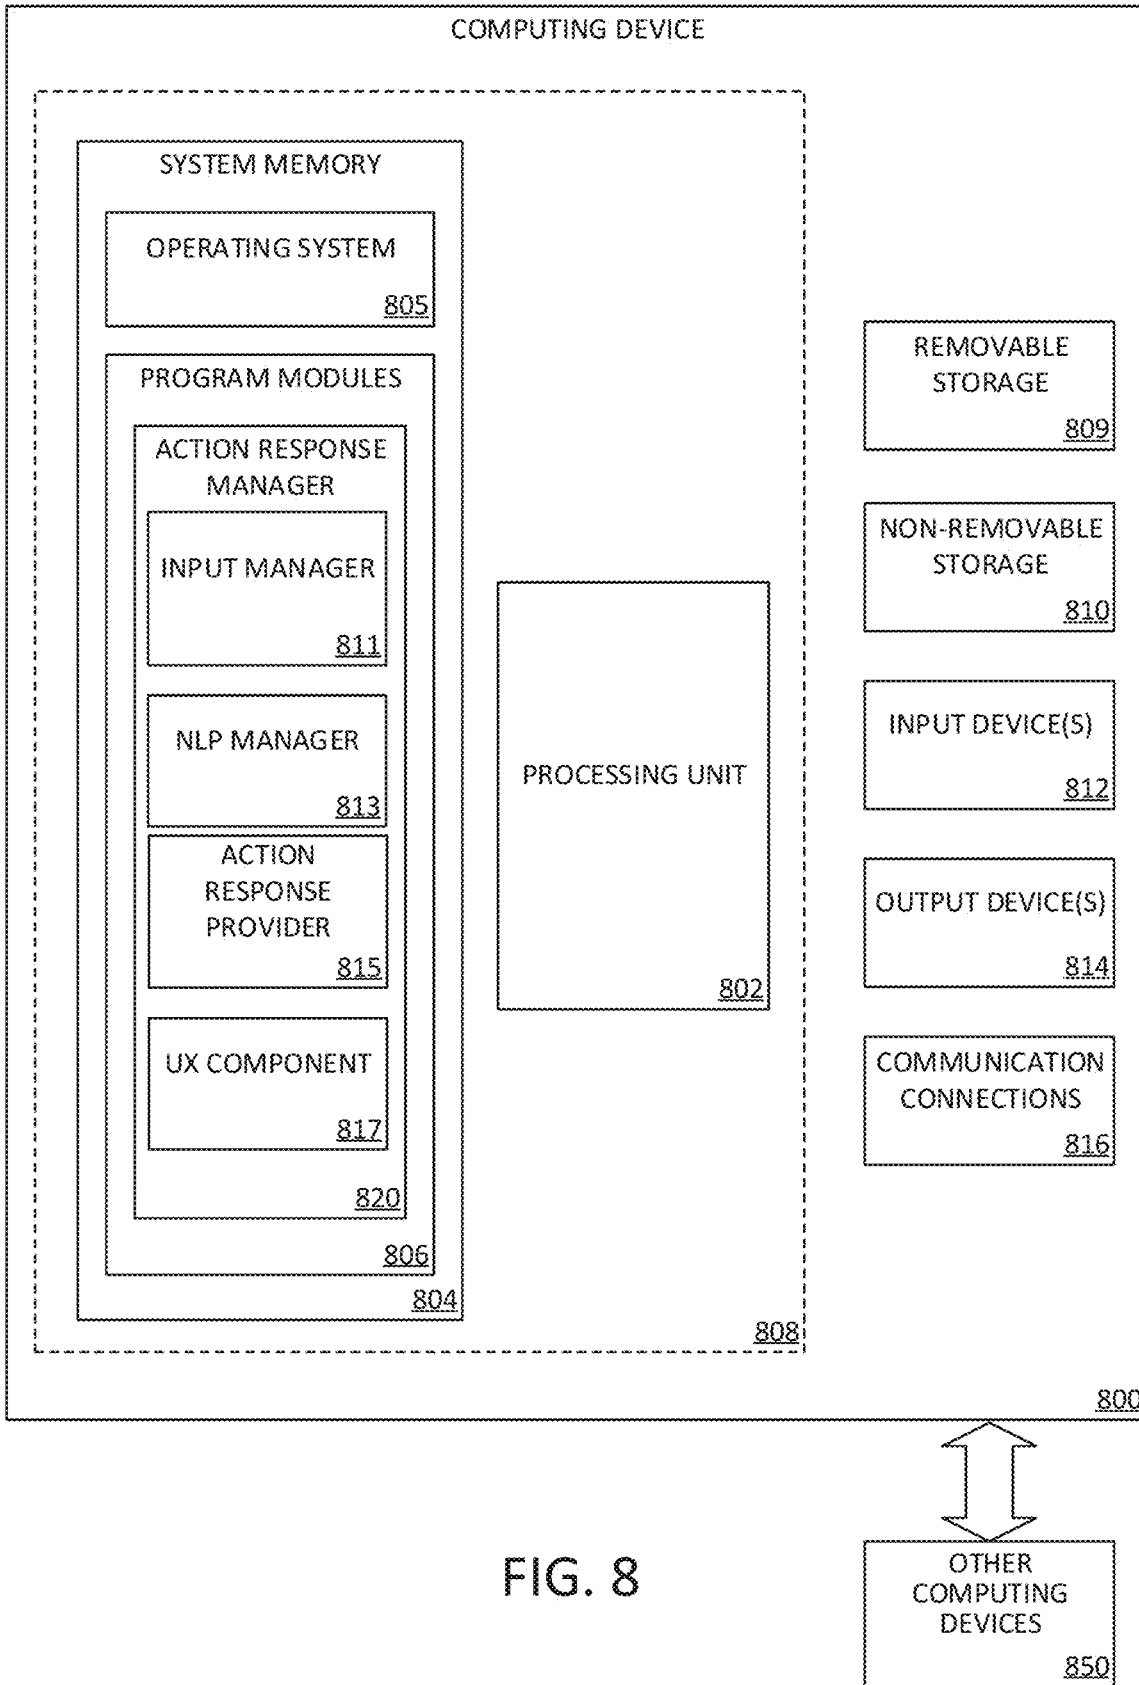 COMPUTING DEVICE
SYSTEM MEMORY
OPERATING SYSTEM
805
PROGRAM MODULES
ACTION RESPONSE
MANAGER
INPUT MANAGER
811
NLP MANAGER
813
ACTION
RESPONSE
PROVIDER
815
UX COMPONENT
817
820
806
804
PROCESSING UNIT
802
808
REMOVABLE
STORAGE
809
NON-REMOVABLE
STORAGE
810
INPUT DEVICE(S)
812
OUTPUT DEVICE(S)
814
COMMUNICATION
CONNECTIONS
816
800
OTHER
COMPUTING
DEVICES
850
FIG. 8